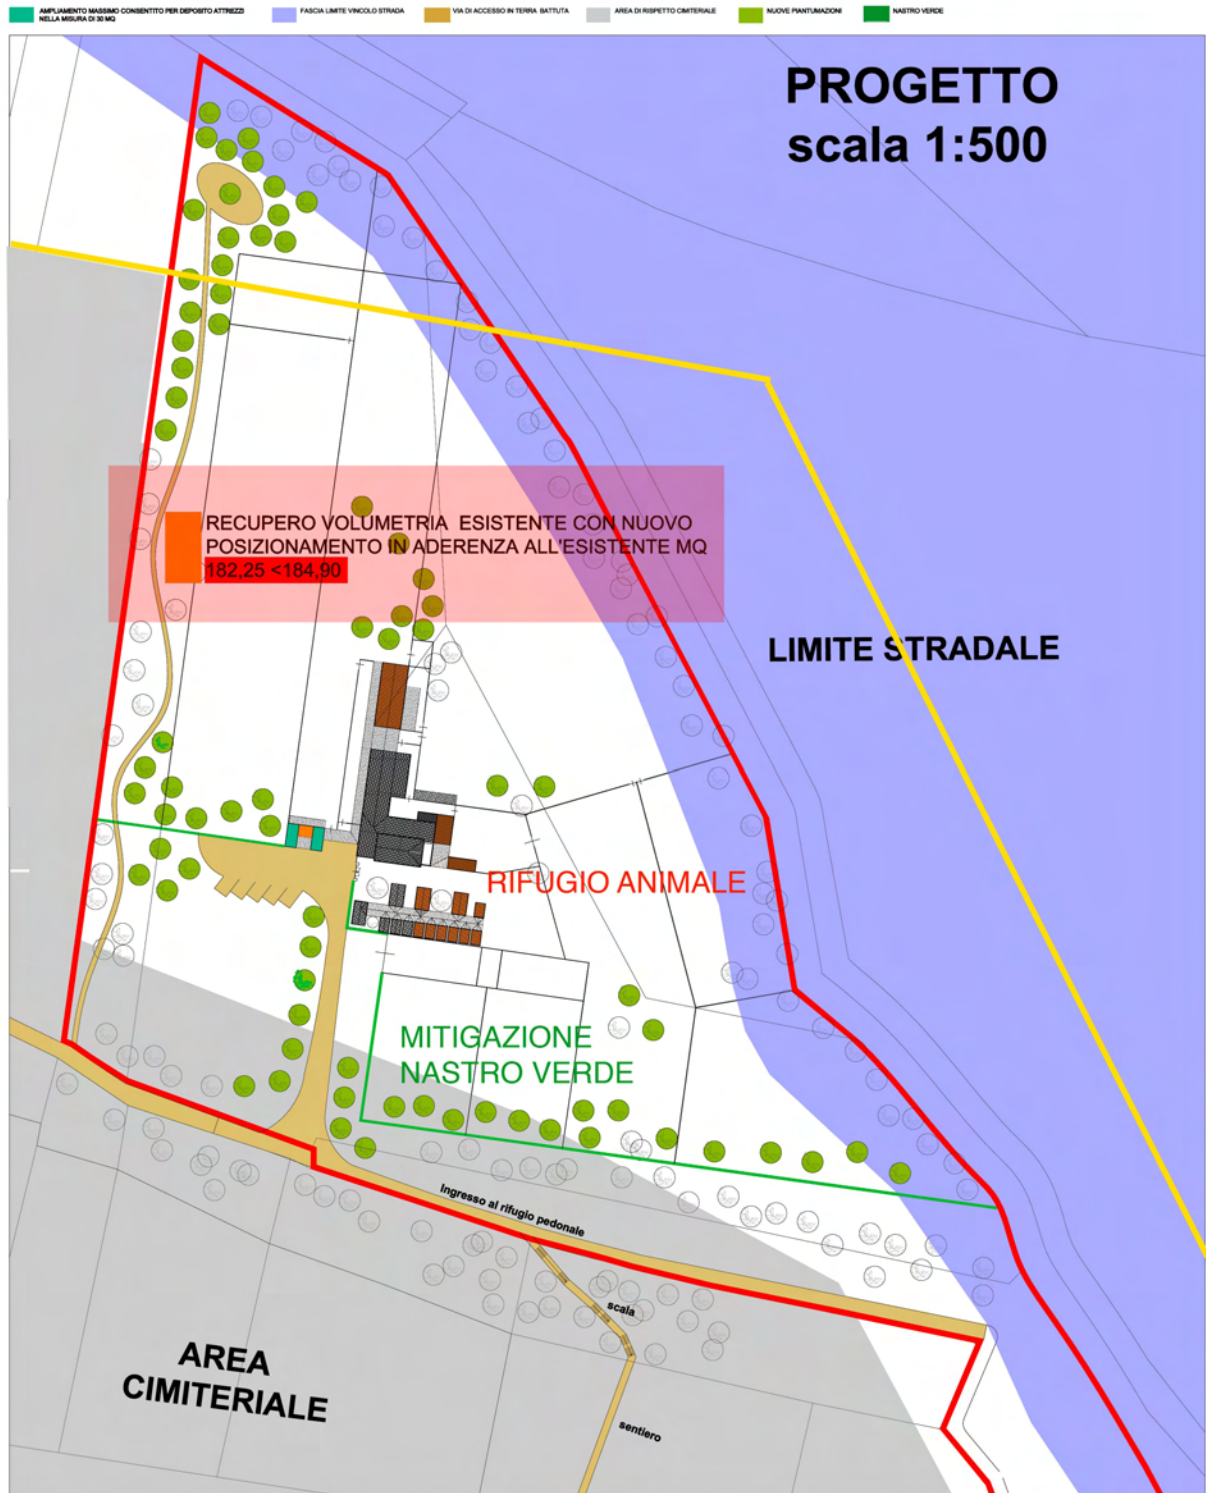 AMPLIAMENTO MASSIMO CONSENTITO PER DEPOSITO ATTREZZI
NELLA MISURA DI 30 MQ
FASCIA LIMITE VINCOLO STRADA
VIA DI ACCESSO IN TERRA BATTUTA
AREA DI RISPETTO CIMITERIALE
NUOVE PIANTUMAZIONI
NASTRO VERDE
PROGETTO
scala 1:500
RECUPERO VOLUMETRIA ESISTENTE CON NUOVO
POSIZIONAMENTO IN ADERENZA ALL'ESISTENTE MQ
182,25 <184,90
LIMITE STRADALE
RIFUGIO ANIMALE
MITIGAZIONE
NASTRO VERDE
Ingresso al rifugio pedonale
scala
AREA
CIMITERIALE
sentiero